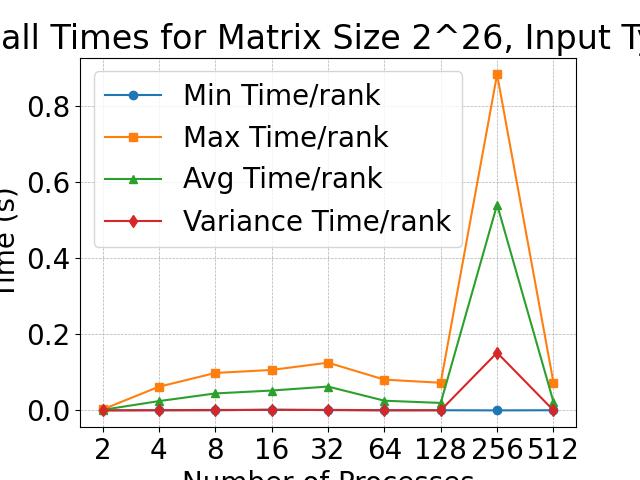 all Times for Matrix Size 2^26, Input Ty
Min Time/rank
Max Time/rank
Avg Time/rank
Variance Time/rank
Time (s)
0.8
0.6
0.4
0.2
0.0
2 4 8 16 32 64 128 256 512
Number of Processes